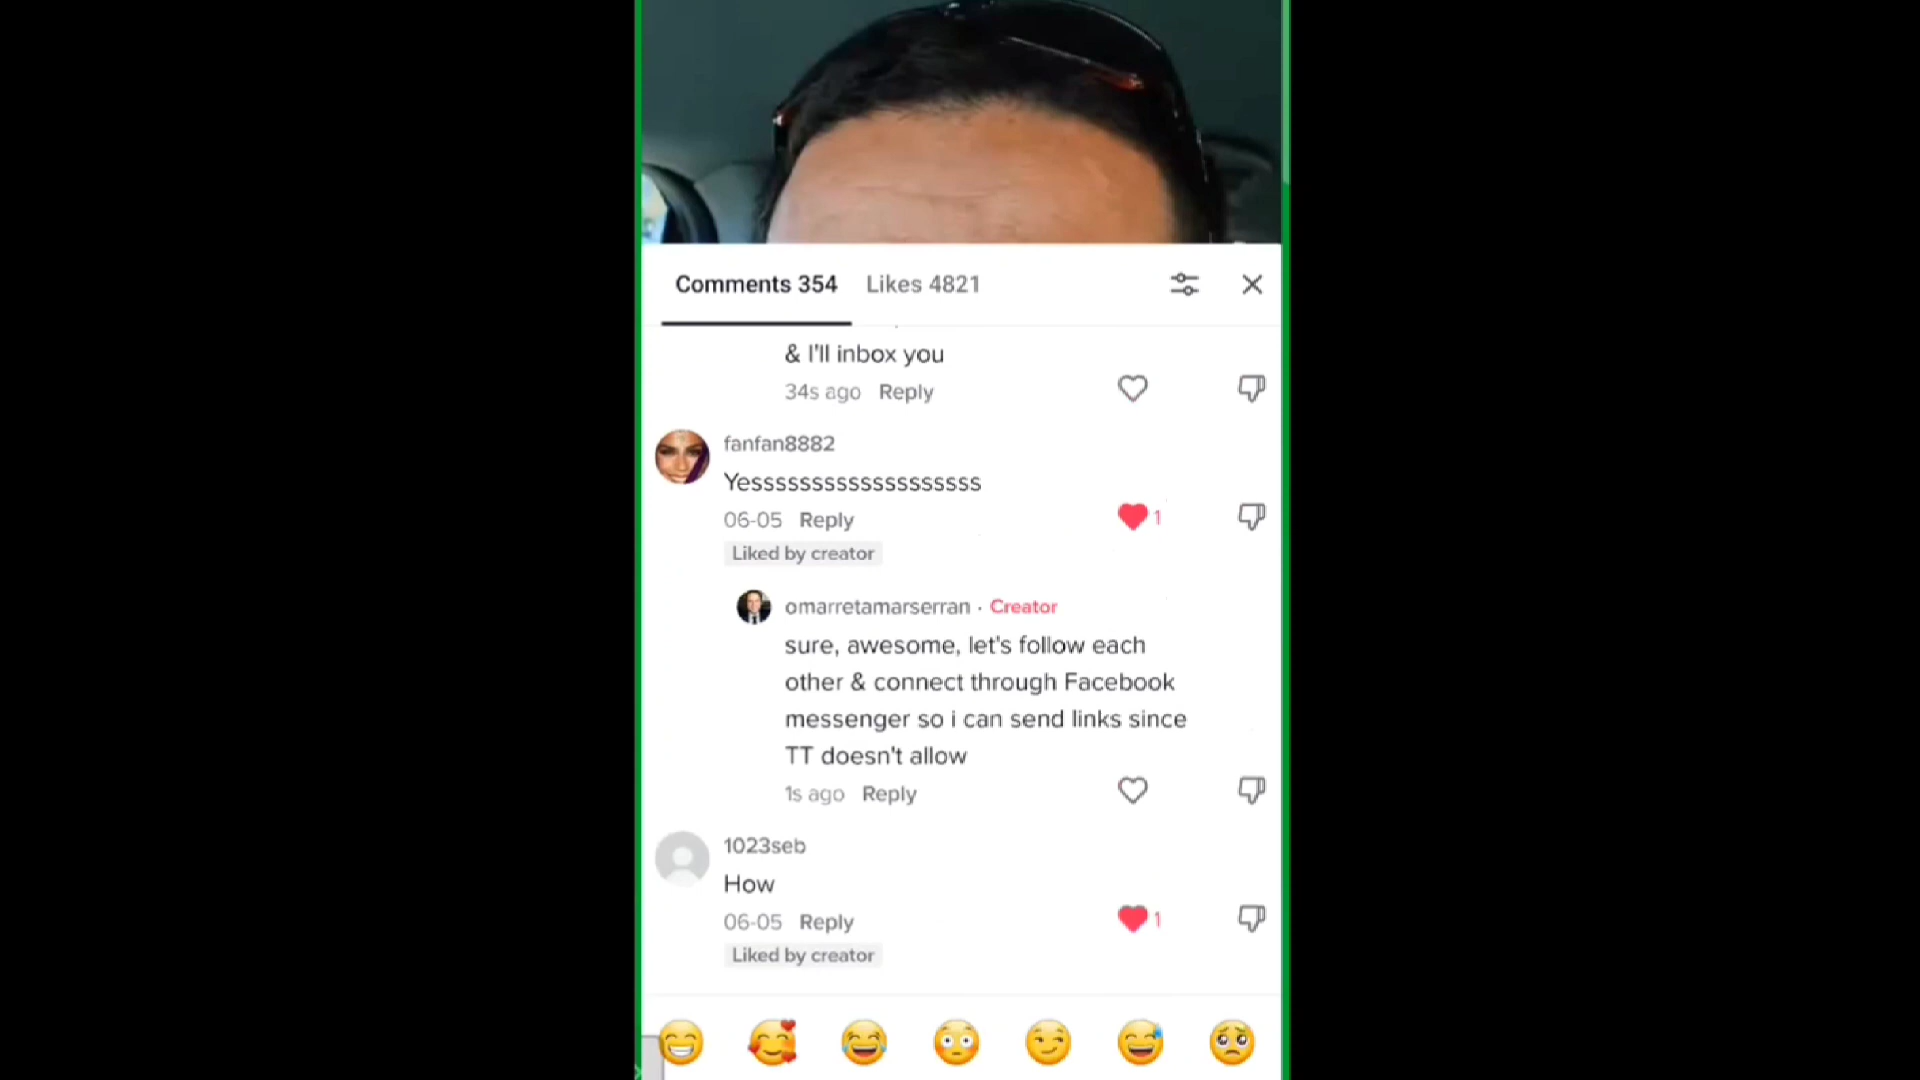 Comments 354 Likes 4821
& I'll inbox you
34s ago Reply
fanfan8882
Yesssssssssssssssssss
06-05 Reply
1
Liked by creator
omarretamarserran · Creator
sure, awesome, let's follow each
other & connect through Facebook
messenger so i can send links since
TT doesn't allow
1s ago Reply
1023seb
How
06-05 Reply
1
Liked by creator